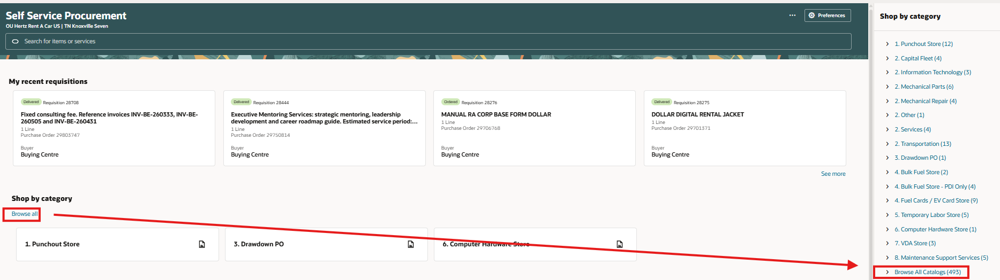 Self Service Procurement
OU Hertz Rent A Car US | TN Knoxville Seven
Preferences
Search for items or services
My recent requisitions
Delivered Requisition 28708
Fixed consulting fee. Reference invoices INV-BE-260333, INV-BE-
260505 and INV-BE-260431
1 Line
Purchase Order 29803747
Buyer
Buying Centre
Delivered Requisition 28444
Executive Mentoring Services: strategic mentoring, leadership
development and career roadmap guide. Estimated service period:...
1 Line
Purchase Order 29750814
Buyer
Buying Centre
Ordered Requisition 28276
MANUAL RA CORP BASE FORM DOLLAR
1 Line
Purchase Order 29706768
Buyer
Buying Centre
Delivered Requisition 28275
DOLLAR DIGITAL RENTAL JACKET
1 Line
Purchase Order 29701371
Buyer
Buying Centre
See more
Shop by category
Browse all
1. Punchout Store
3. Drawdown PO
6. Computer Hardware Store
Shop by category
1. Punchout Store (12)
2. Capital Fleet (4)
2. Information Technology (3)
2. Mechanical Parts (6)
2. Mechanical Repair (4)
2. Other (1)
2. Services (4)
2. Transportation (13)
3. Drawdown PO (1)
4. Bulk Fuel Store (2)
4. Bulk Fuel Store - PDI Only (4)
4. Fuel Cards / EV Card Store (9)
5. Temporary Labor Store (5)
6. Computer Hardware Store (1)
7. VDA Store (3)
8. Maintenance Support Services (5)
Browse All Catalogs (493)